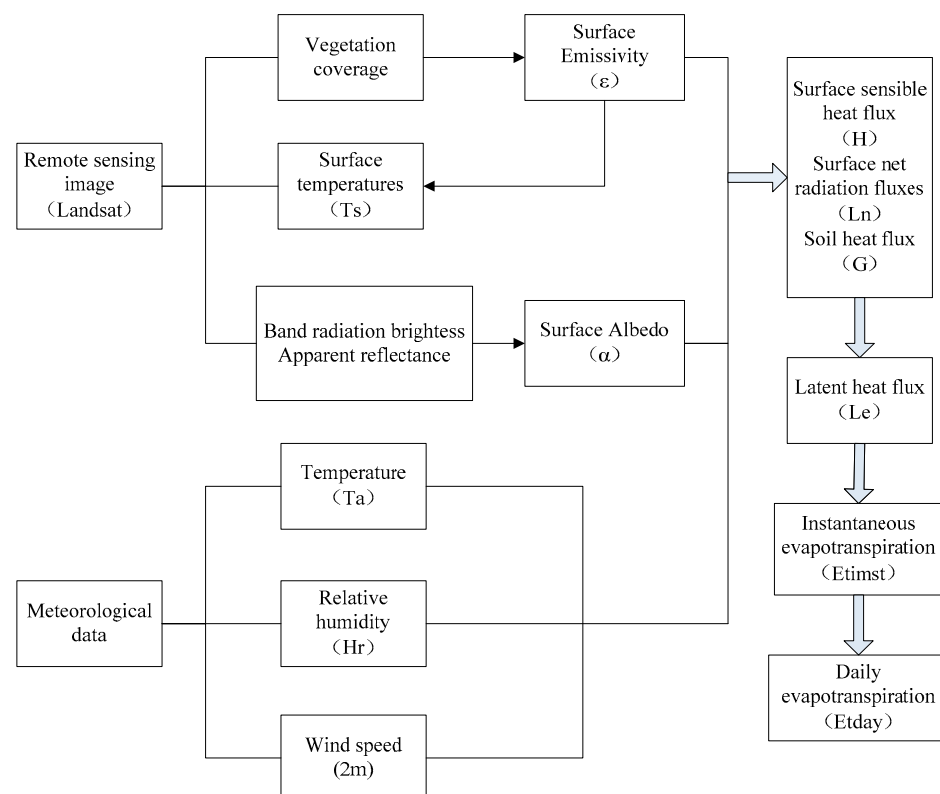 Remote sensing
image
（Landsat）
Vegetation
coverage
Surface
Emissivity
（ε）
Surface
temperatures
（Ts）
Band radiation brightess
Apparent reflectance
Surface Albedo
（α）
Meteorological
data
Temperature
（Ta）
Relative
humidity
（Hr）
Wind speed
(2m)
Surface sensible
heat flux
（H）
Surface net
radiation fluxes
（Ln）
Soil heat flux
（G）
Latent heat flux
（Le）
Instantaneous
evapotranspiration
（Etimst）
Daily
evapotranspiration
（Etday）